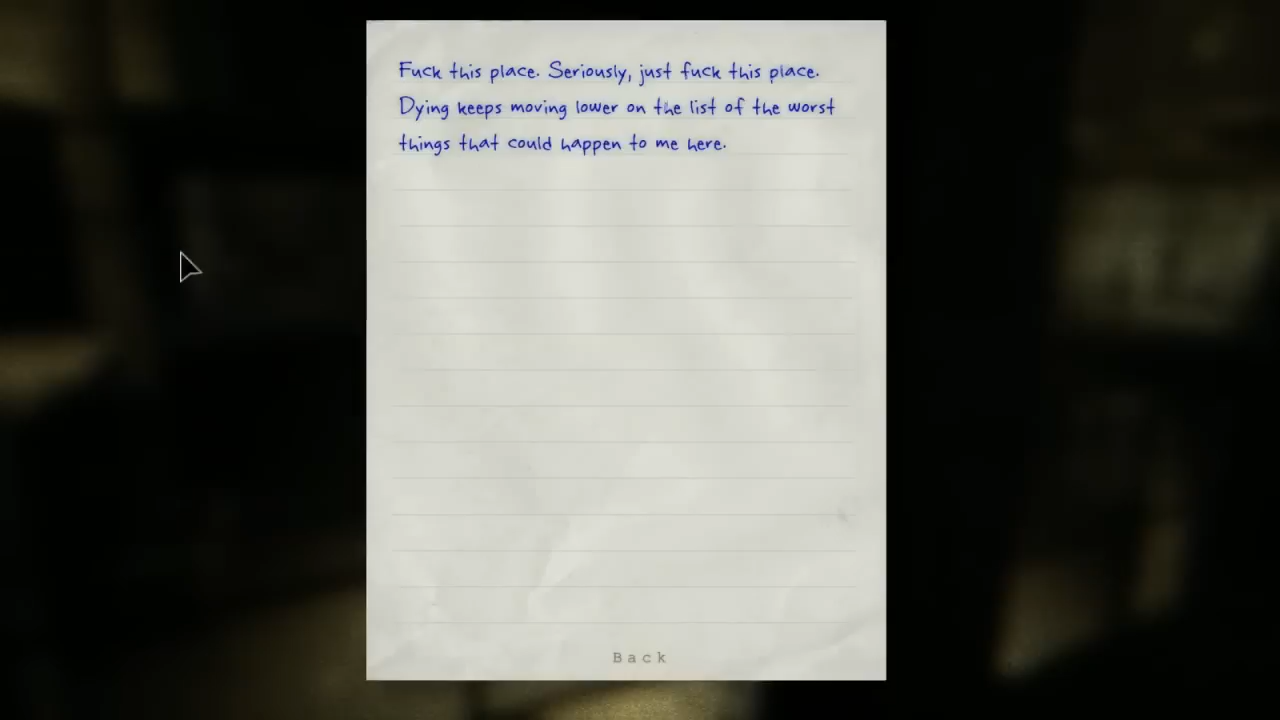 Fuck this place. Seriously, just fuck this place.
Dying keeps moving lower on the list of the worst
things that could happen to me here.
Back